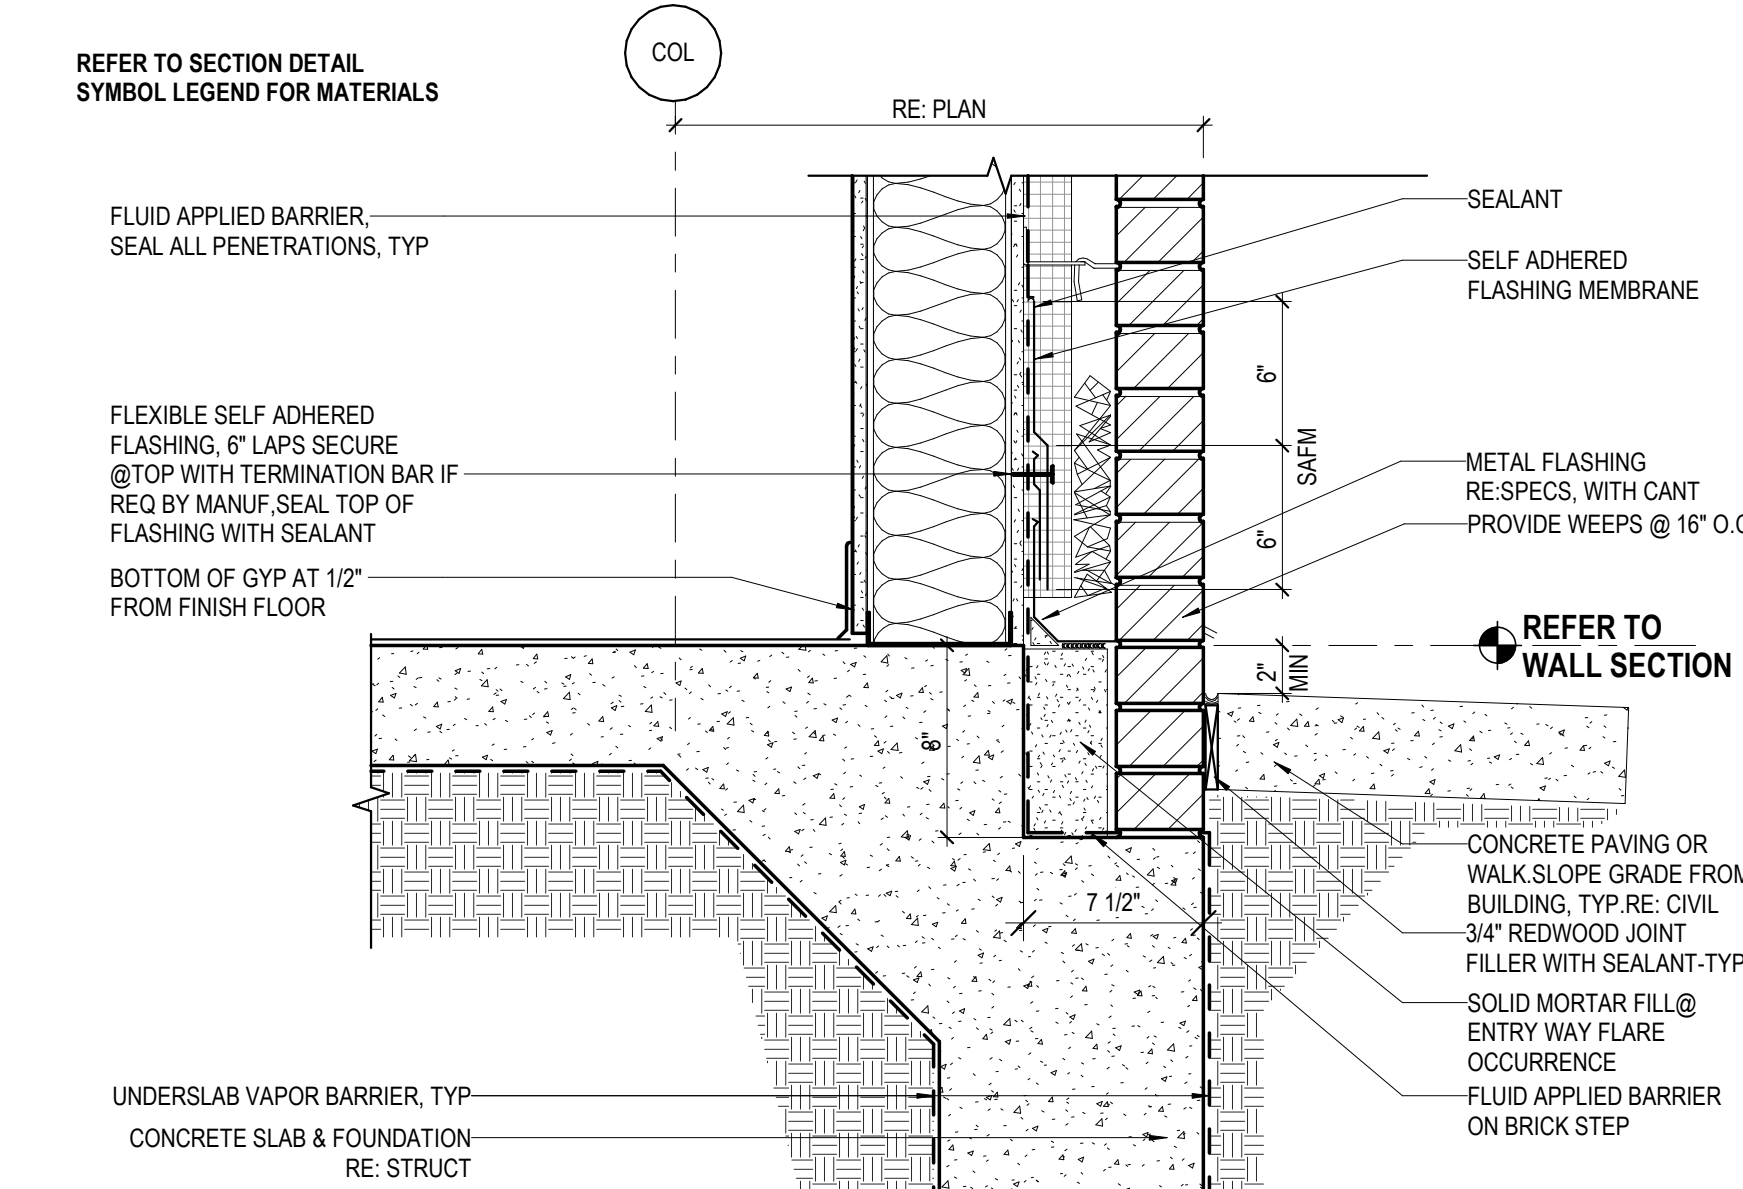 REFER TO SECTION DETAIL
SYMBOL LEGEND FOR MATERIALS
COL
RE: PLAN
FLUID APPLIED BARRIER,
SEAL ALL PENETRATIONS, TYP
FLEXIBLE SELF ADHERED
FLASHING, 6" LAPS SECURE
@TOP WITH TERMINATION BAR IF
REQ BY MANUF,SEAL TOP OF
FLASHING WITH SEALANT
BOTTOM OF GYP AT 1/2"
FROM FINISH FLOOR
UNDERSLAB VAPOR BARRIER, TYP
CONCRETE SLAB & FOUNDATION
RE: STRUCT
8"
7 1/2"
6"
SAFM
6"
2"
MIN
SEALANT
SELF ADHERED
FLASHING MEMBRANE
METAL FLASHING
RE:SPECS, WITH CANT
PROVIDE WEEPS @ 16" O.C
REFER TO
WALL SECTION
CONCRETE PAVING OR
WALK.SLOPE GRADE FROM
BUILDING, TYP.RE: CIVIL
3/4" REDWOOD JOINT
FILLER WITH SEALANT-TYP
SOLID MORTAR FILL@
ENTRY WAY FLARE
OCCURRENCE
FLUID APPLIED BARRIER
ON BRICK STEP